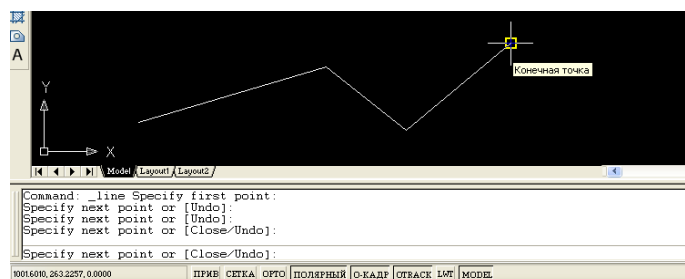 A
Конечная точка
Y
X
Model Layout1 Layout2
Command: _line Specify first point:
Specify next point or [Undo]:
Specify next point or [Undo]:
Specify next point or [Close/Undo]:
Specify next point or [Close/Undo]:
1001.6010, 263.2257, 0.0000 ПРИВ СЕТКА ОРТО ПОЛЯРНЫЙ О-КАДР OTRACK LWT MODEL